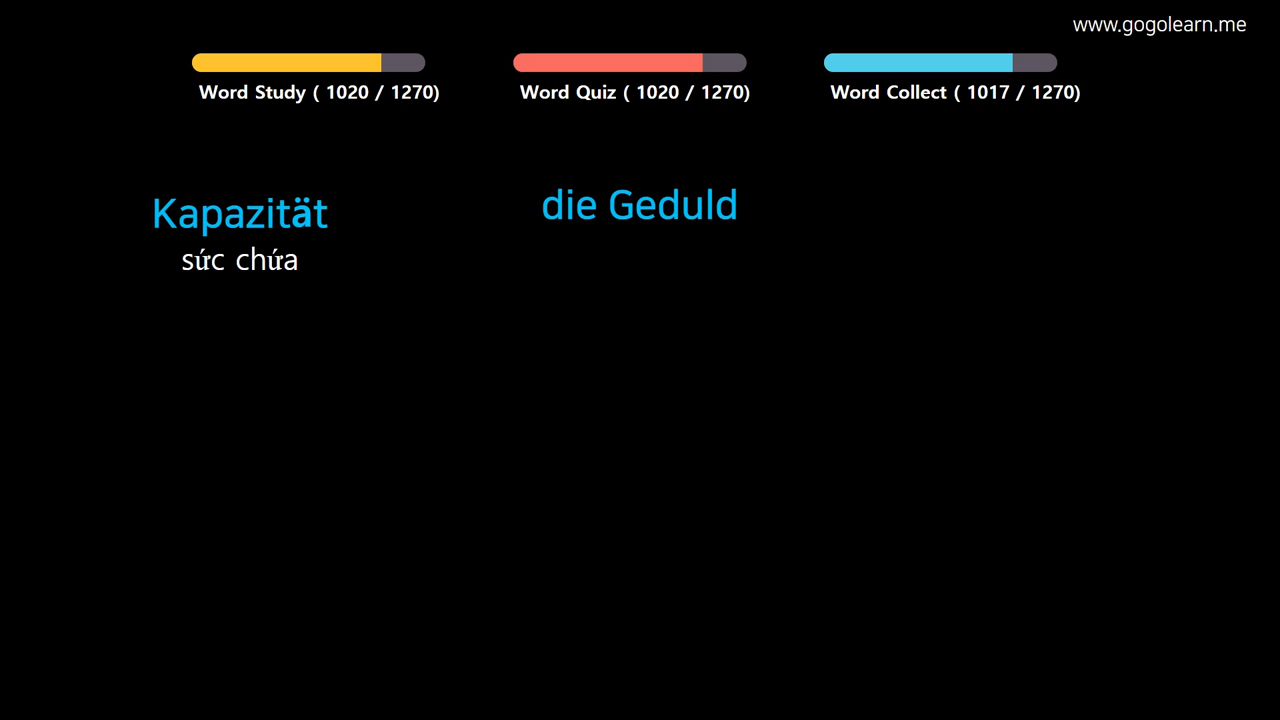 www.gogolearn.me
Word Study ( 1020 / 1270)
Word Quiz ( 1020 / 1270)
Word Collect ( 1017 / 1270)
Kapazität
sức chứa
die Geduld